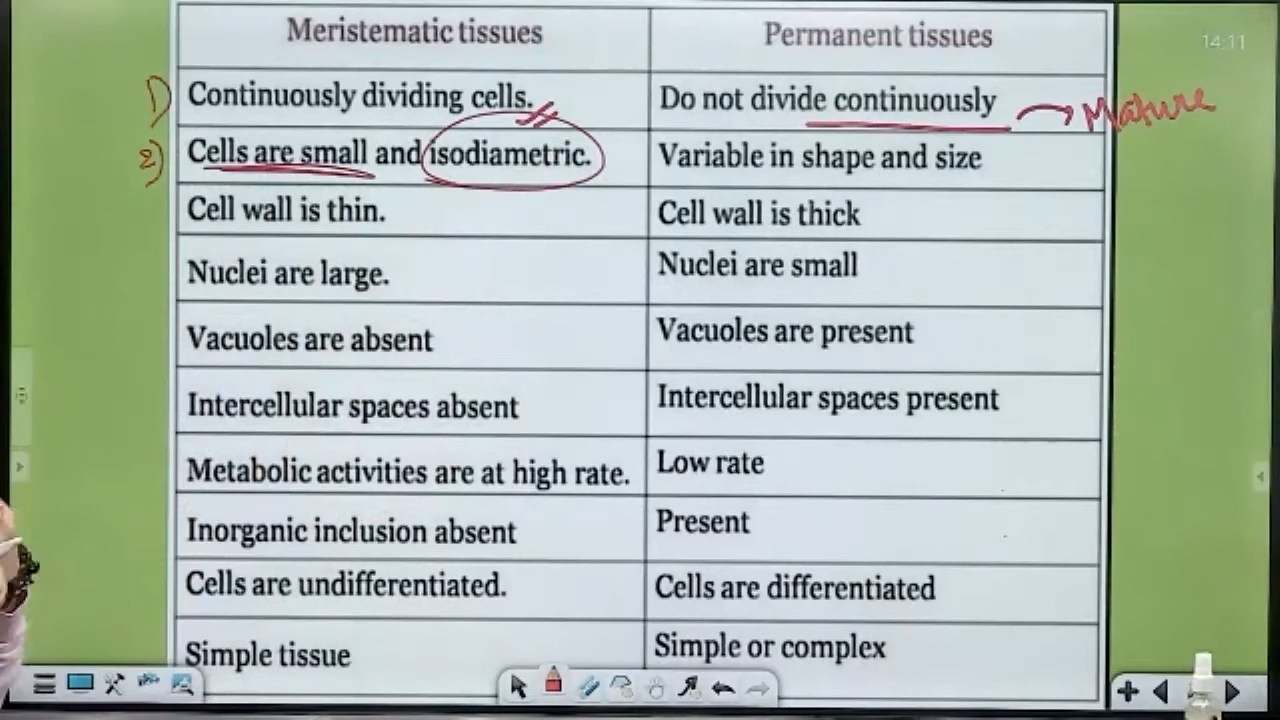 Meristematic tissues Permanent tissues
14:11
1) Continuously dividing cells. Do not divide continuously → Mature
2) Cells are small and isodiametric. Variable in shape and size
Cell wall is thin. Cell wall is thick
Nuclei are large. Nuclei are small
Vacuoles are absent Vacuoles are present
Intercellular spaces absent Intercellular spaces present
Metabolic activities are at high rate. Low rate
Inorganic inclusion absent Present
Cells are undifferentiated. Cells are differentiated
Simple tissue Simple or complex